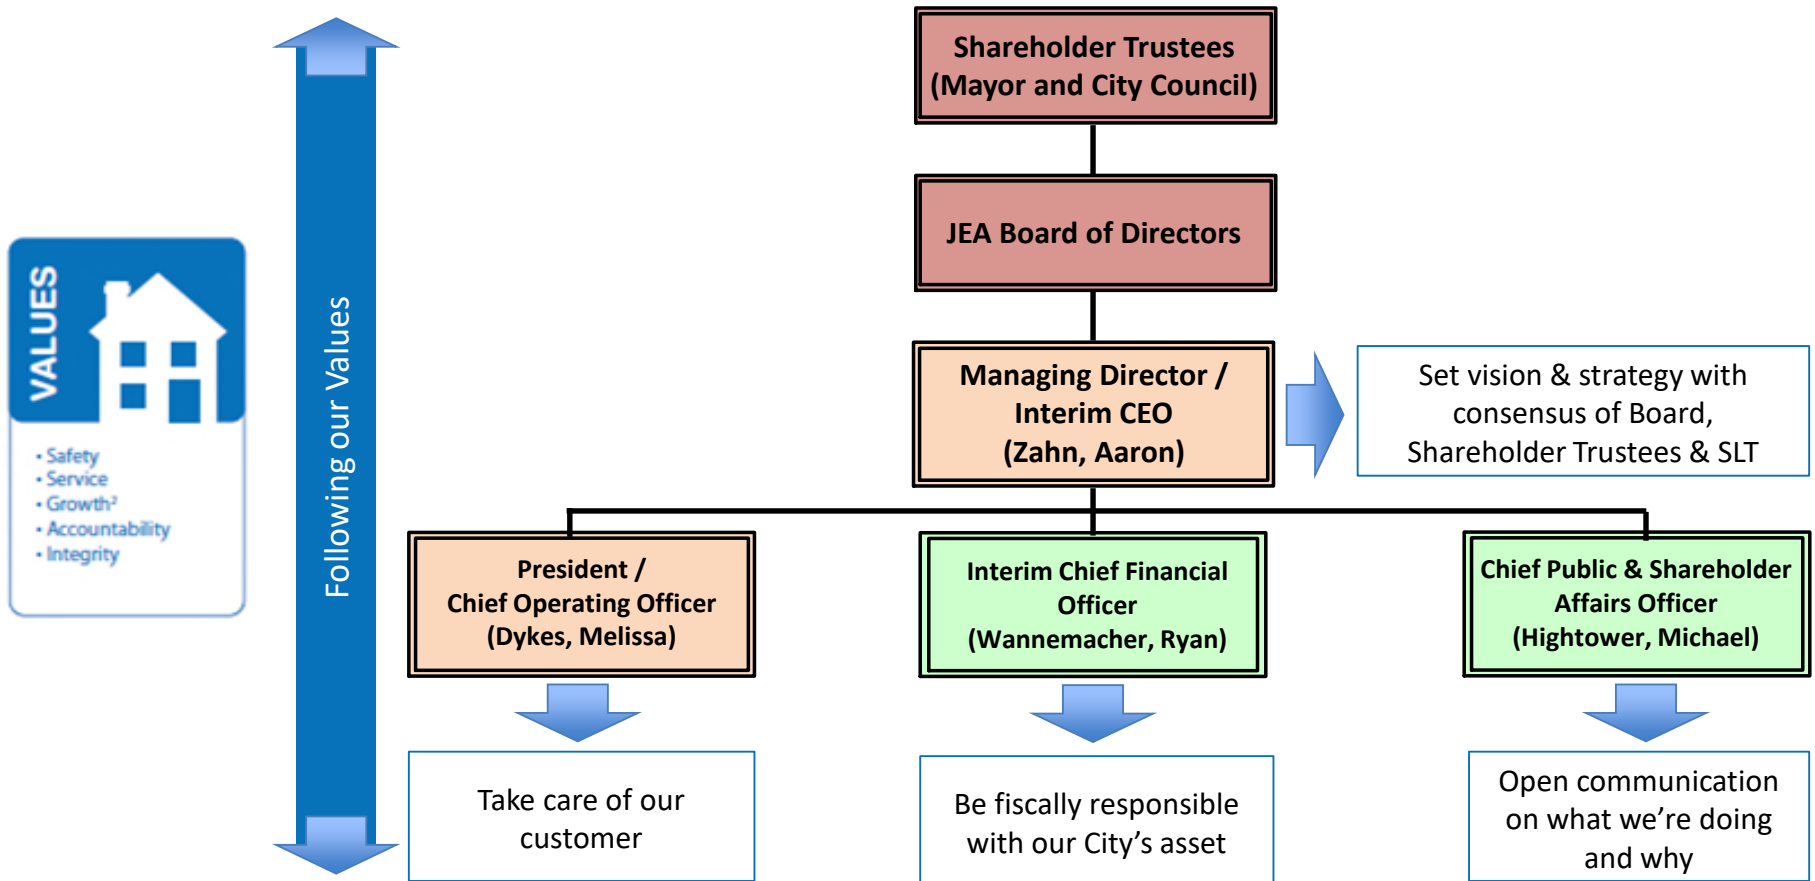 Shareholder Trustees
(Mayor and City Council)
JEA Board of Directors
VALUES
• Safety
• Service
• Growth²
• Accountability
• Integrity
Following our Values
Managing Director /
Interim CEO
(Zahn, Aaron)
Set vision & strategy with
consensus of Board,
Shareholder Trustees & SLT
President /
Chief Operating Officer
(Dykes, Melissa)
Interim Chief Financial
Officer
(Wannemacher, Ryan)
Chief Public & Shareholder
Affairs Officer
(Hightower, Michael)
Take care of our
customer
Be fiscally responsible
with our City’s asset
Open communication
on what we’re doing
and why